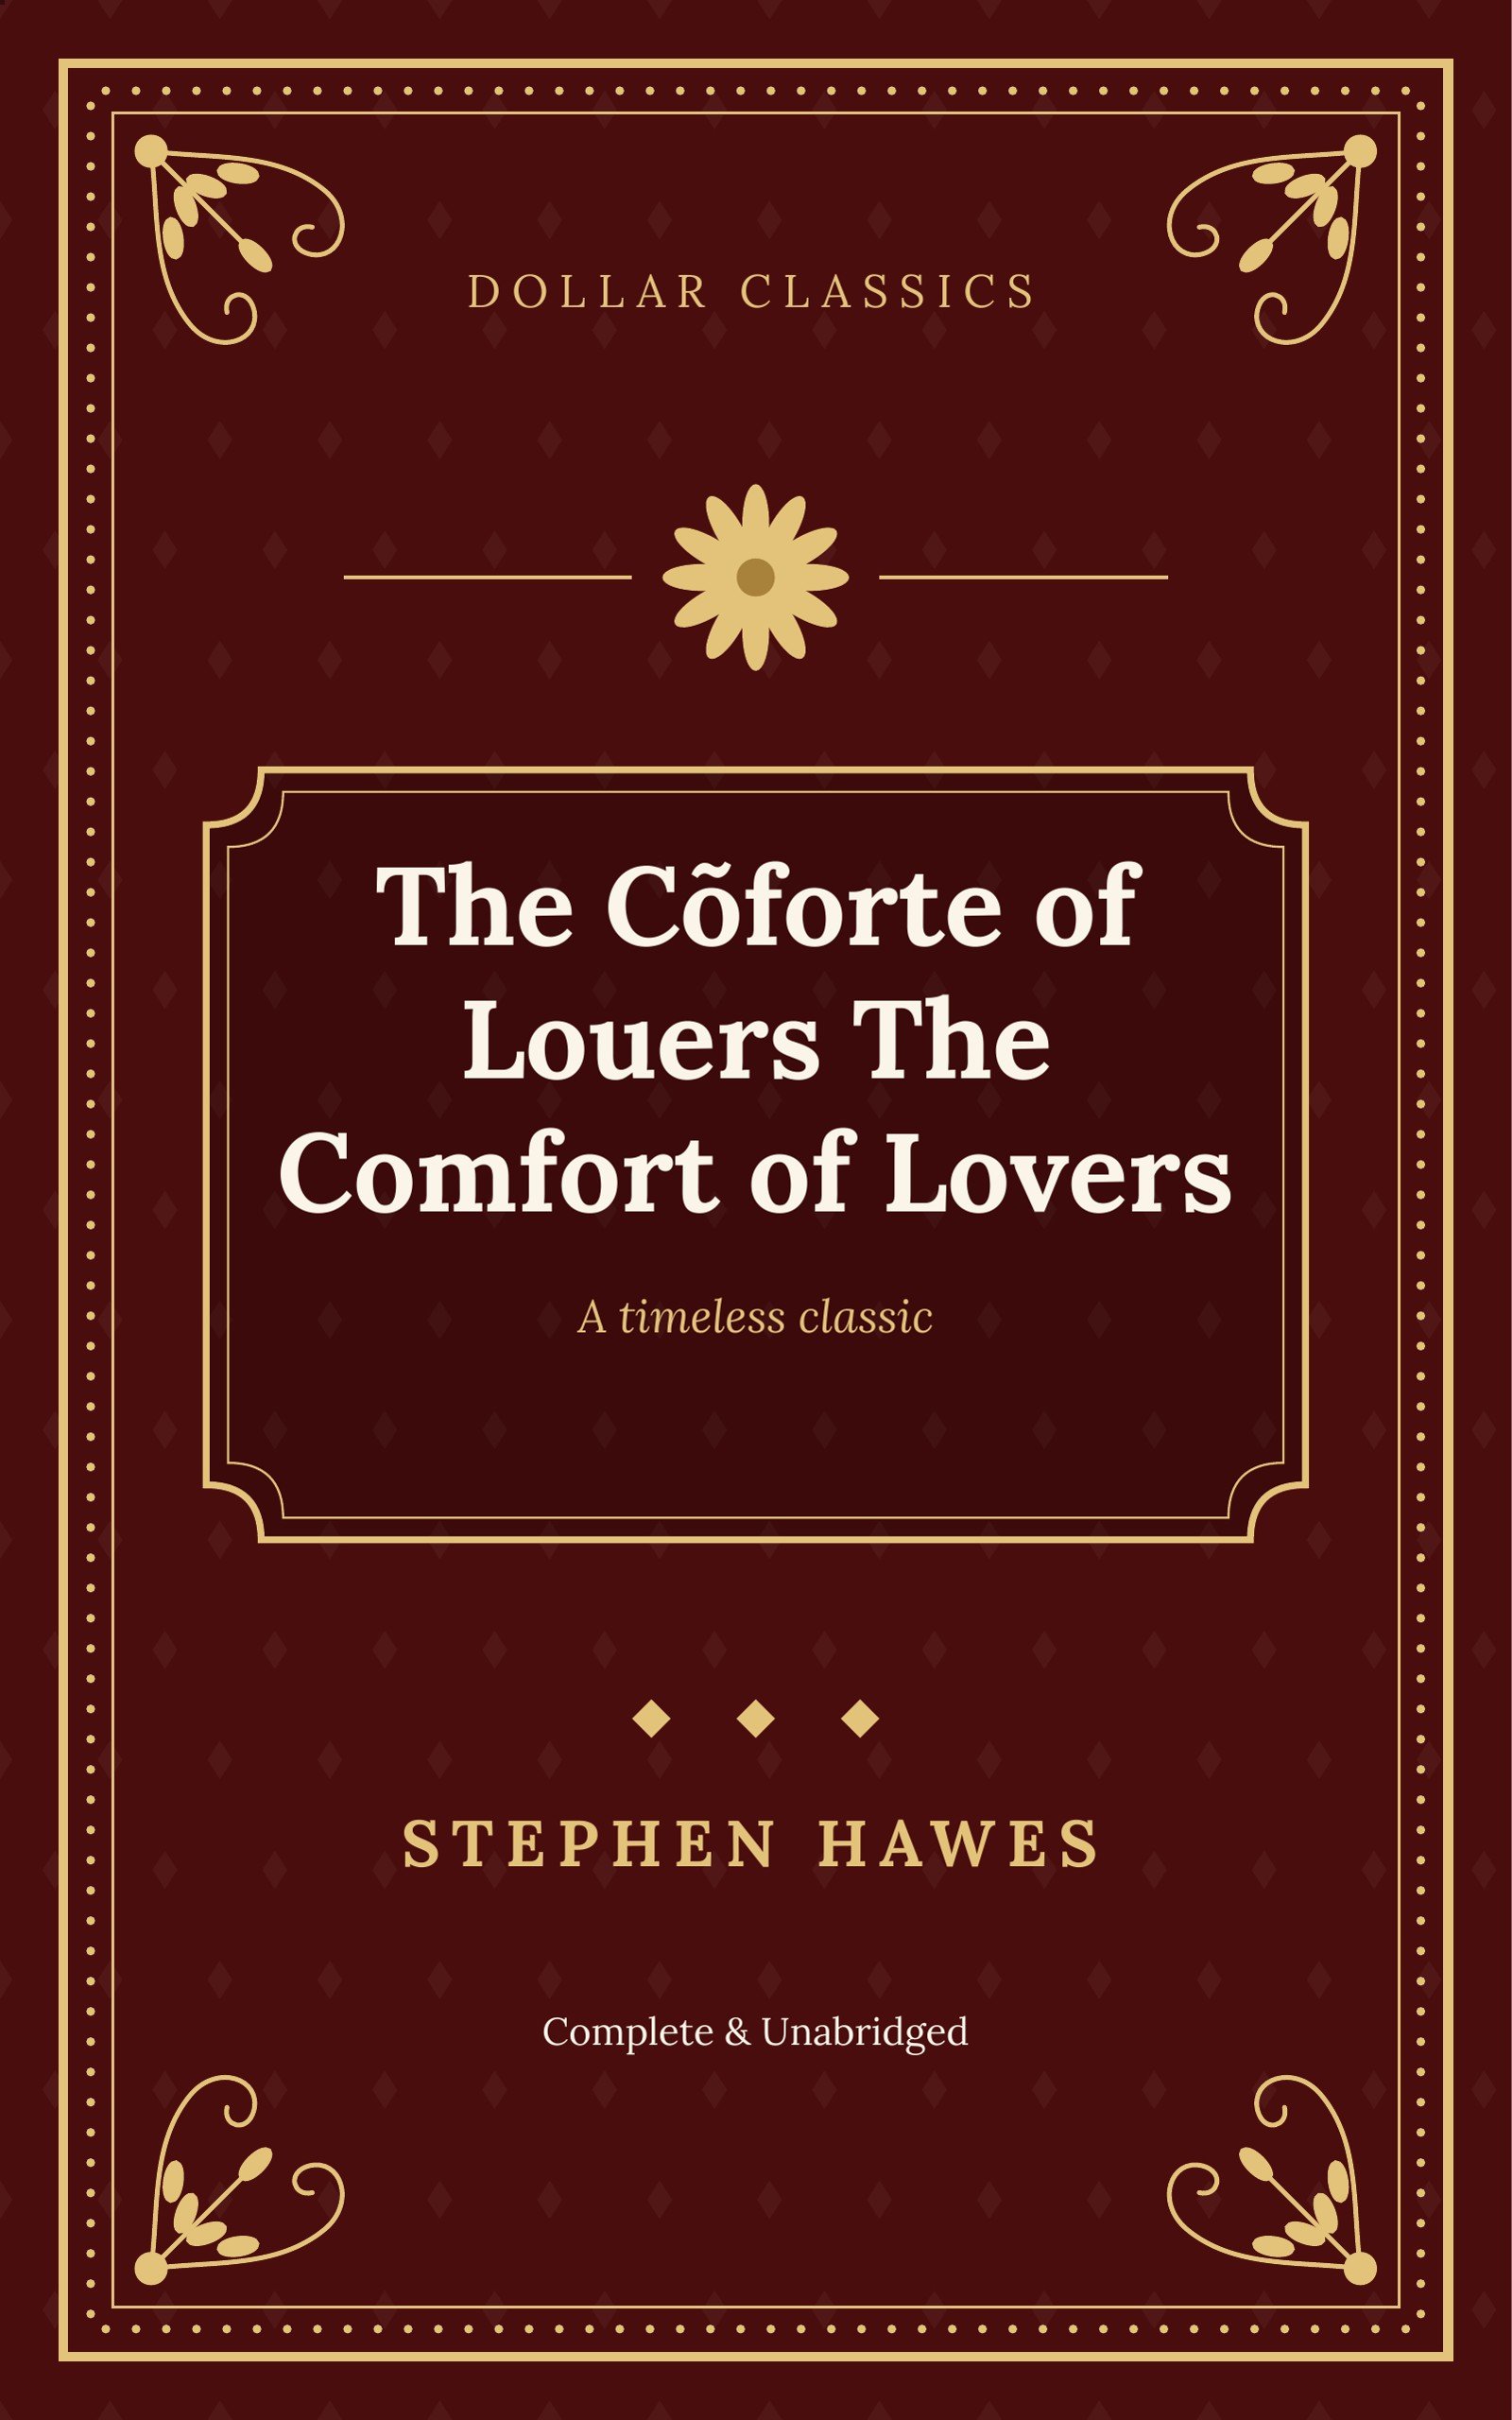 DOLLAR CLASSICS
The Cõforte of
Louers The
Comfort of Lovers
A timeless classic
STEPHEN HAWES
Complete & Unabridged